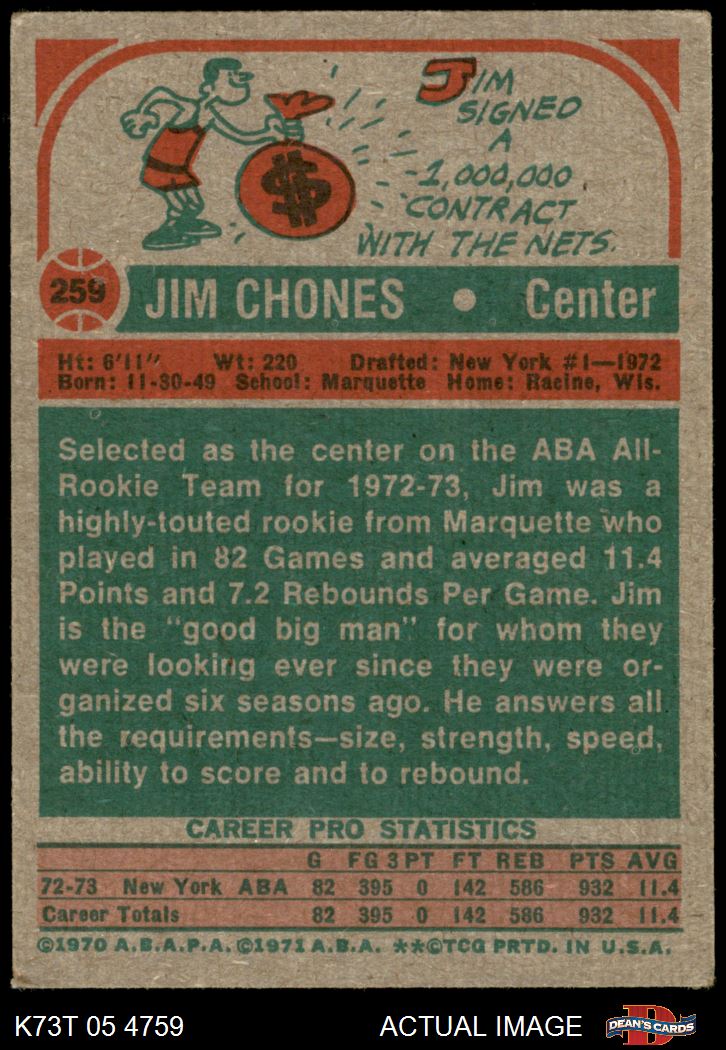 JIM
SIGNED
A
1,000,000
CONTRACT
WITH THE NETS.
259
JIM CHONES • Center
Ht: 6'11" Wt: 220 Drafted: New York #1—1972
Born: 11-30-49 School: Marquette Home: Racine, Wis.
Selected as the center on the ABA All-
Rookie Team for 1972-73, Jim was a
highly-touted rookie from Marquette who
played in 82 Games and averaged 11.4
Points and 7.2 Rebounds Per Game. Jim
is the "good big man" for whom they
were looking ever since they were or-
ganized six seasons ago. He answers all
the requirements—size, strength, speed,
ability to score and to rebound.
CAREER PRO STATISTICS
G FG 3PT FT REB PTS AVG
72-73 New York ABA 82 395 0 142 586 932 11.4
Career Totals 82 395 0 142 586 932 11.4
©1970 A.B.A.P.A. ©1971 A.B.A. **©TCG PRTD. IN U.S.A.
K73T 05 4759 ACTUAL IMAGE D DEAN'S CARDS